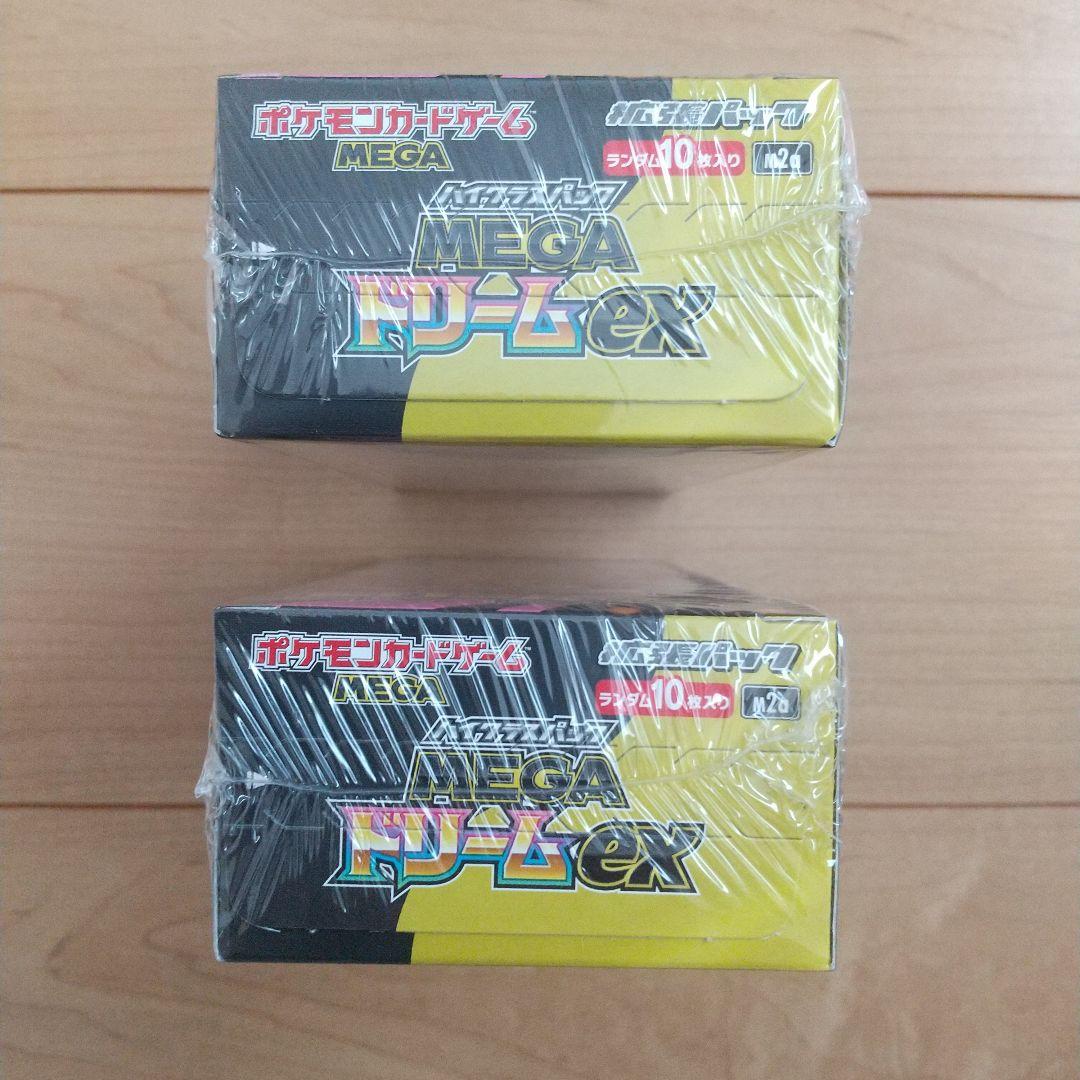 ポケモンカードゲーム
MEGA
拡張パック
ランダム10枚入り M2a
ハイクラスパック
MEGA
ドリームex
ポケモンカードゲーム
MEGA
拡張パック
ランダム10枚入り M2a
ハイクラスパック
MEGA
ドリームex